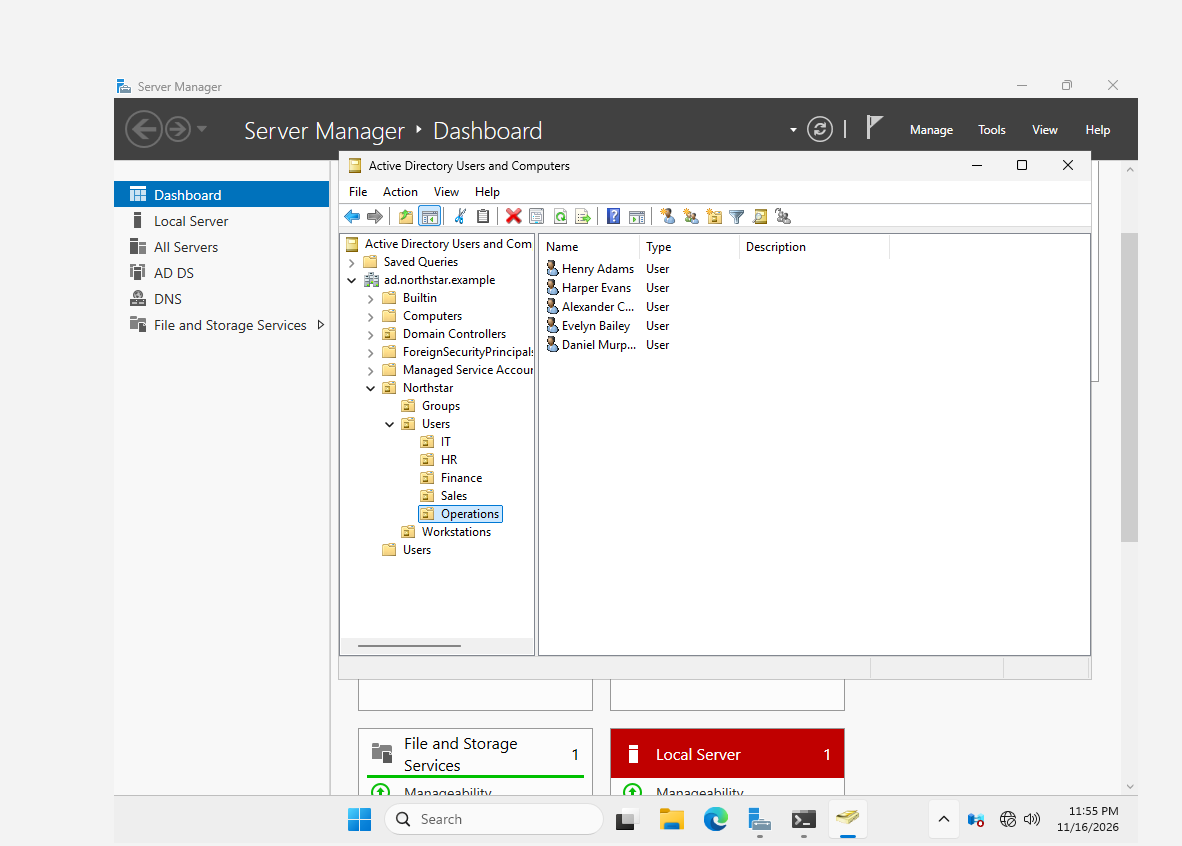 Server Manager
Server Manager Dashboard
Manage Tools View Help
Dashboard
Local Server
All Servers
AD DS
DNS
File and Storage Services
Active Directory Users and Computers
File Action View Help
Active Directory Users and Com
Saved Queries
ad.northstar.example
Builtin
Computers
Domain Controllers
ForeignSecurityPrincipals
Managed Service Accour
Northstar
Groups
Users
IT
HR
Finance
Sales
Operations
Workstations
Users
Name Type Description
Henry Adams User
Harper Evans User
Alexander C... User
Evelyn Bailey User
Daniel Murp... User
File and Storage
Services
1
Manageability
Local Server 1
Manageability
Search
11:55 PM
11/16/2026